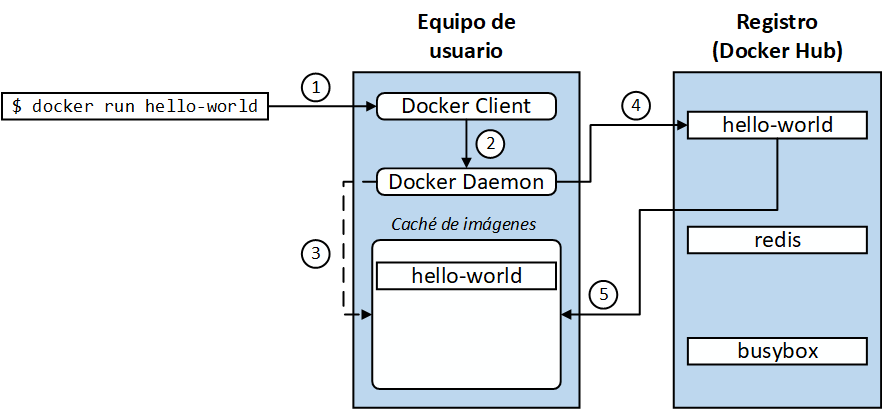 Equipo de
usuario
Registro
(Docker Hub)
$ docker run hello-world
1
Docker Client
2
Docker Daemon
3
Caché de imágenes
hello-world
4
hello-world
redis
5
busybox